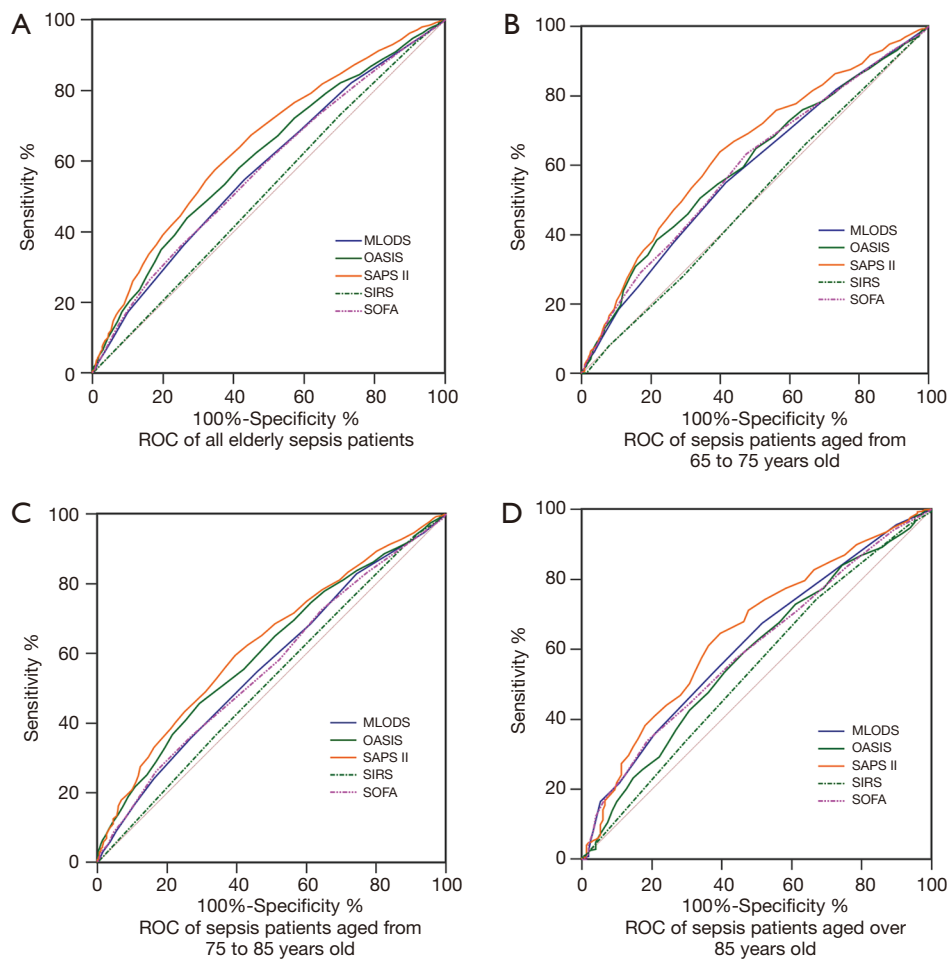 A
Sensitivity %
100
80
60
40
20
0
MLODS
OASIS
SAPS II
SIRS
SOFA
0 20 40 60 80 100
100%-Specificity %
ROC of all elderly sepsis patients
B
Sensitivity %
100
80
60
40
20
0
MLODS
OASIS
SAPS II
SIRS
SOFA
0 20 40 60 80 100
100%-Specificity %
ROC of sepsis patients aged from
65 to 75 years old
C
Sensitivity %
100
80
60
40
20
0
MLODS
OASIS
SAPS II
SIRS
SOFA
0 20 40 60 80 100
100%-Specificity %
ROC of sepsis patients aged from
75 to 85 years old
D
Sensitivity %
100
80
60
40
20
0
MLODS
OASIS
SAPS II
SIRS
SOFA
0 20 40 60 80 100
100%-Specificity %
ROC of sepsis patients aged over
85 years old